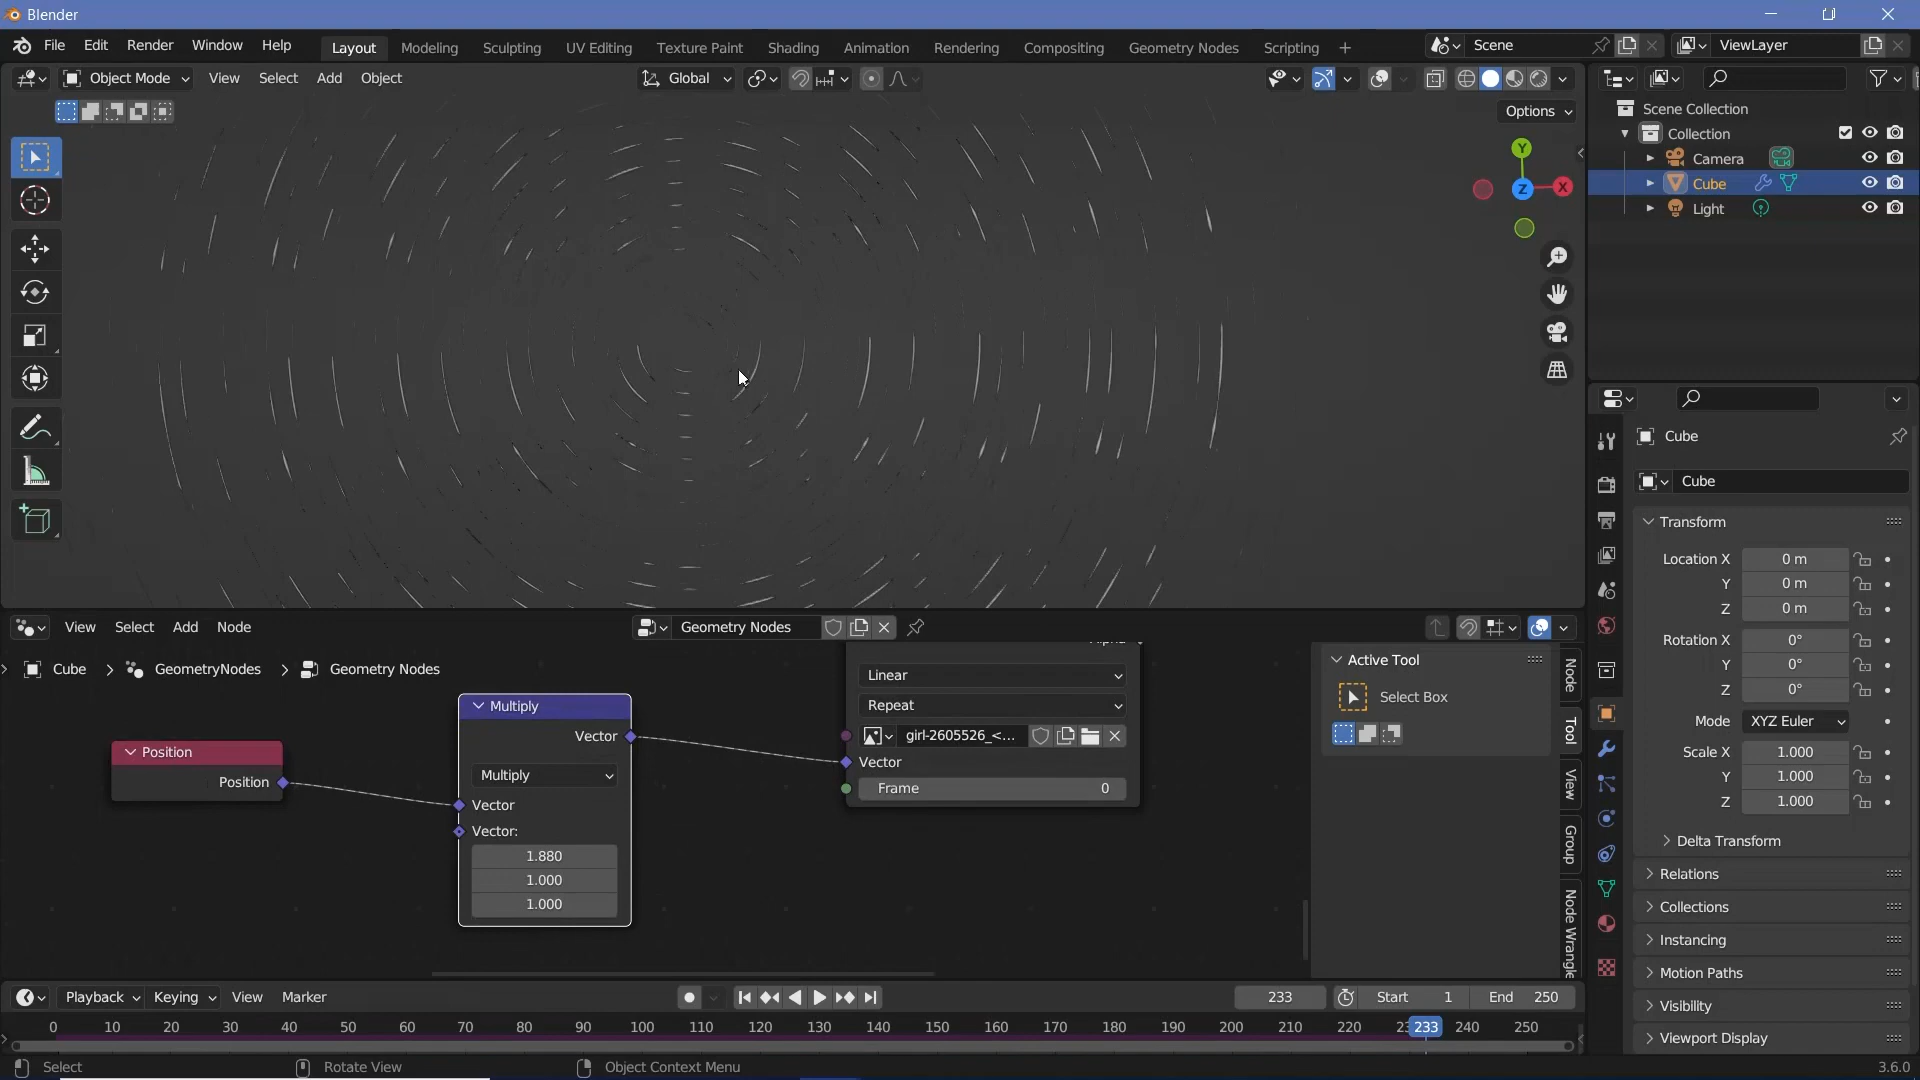 Blender
File Edit Render Window Help
Layout Modeling Sculpting UV Editing Texture Paint Shading Animation Rendering Compositing Geometry Nodes Scripting +
Scene
ViewLayer
Object Mode View Select Add Object
Global
Options
Y
Z
X
Scene Collection
Collection
Camera
Cube
Light
Cube
Cube
Transform
Location X 0 m
Y 0 m
Z 0 m
Rotation X 0°
Y 0°
Z 0°
Mode XYZ Euler
Scale X 1.000
Y 1.000
Z 1.000
Delta Transform
Relations
Collections
Instancing
Motion Paths
Visibility
Viewport Display
View Select Add Node
Geometry Nodes
Cube > GeometryNodes > Geometry Nodes
Position
Position
Multiply
Vector
Multiply
Vector
Vector:
1.880
1.000
1.000
Linear
Repeat
girl-2605526_<...
Vector
Frame 0
Active Tool
Select Box
Node
Tool
View
Group
Node Wrangle
Playback Keying View Marker
233
Start 1
End 250
0 10 20 30 40 50 60 70 80 90 100 110 120 130 140 150 160 170 180 190 200 210 220 233 240 250
Select
Rotate View
Object Context Menu
3.6.0